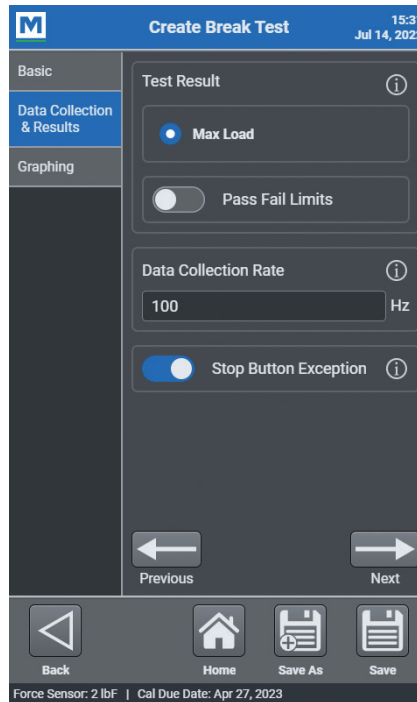 M
Create Break Test
15:3
Jul 14, 202
Basic
Data Collection
& Results
Graphing
Test Result
Max Load
Pass Fail Limits
Data Collection Rate
100
Hz
Stop Button Exception
Previous
Next
Back
Home
Save As
Save
Force Sensor: 2 lbF | Cal Due Date: Apr 27, 2023